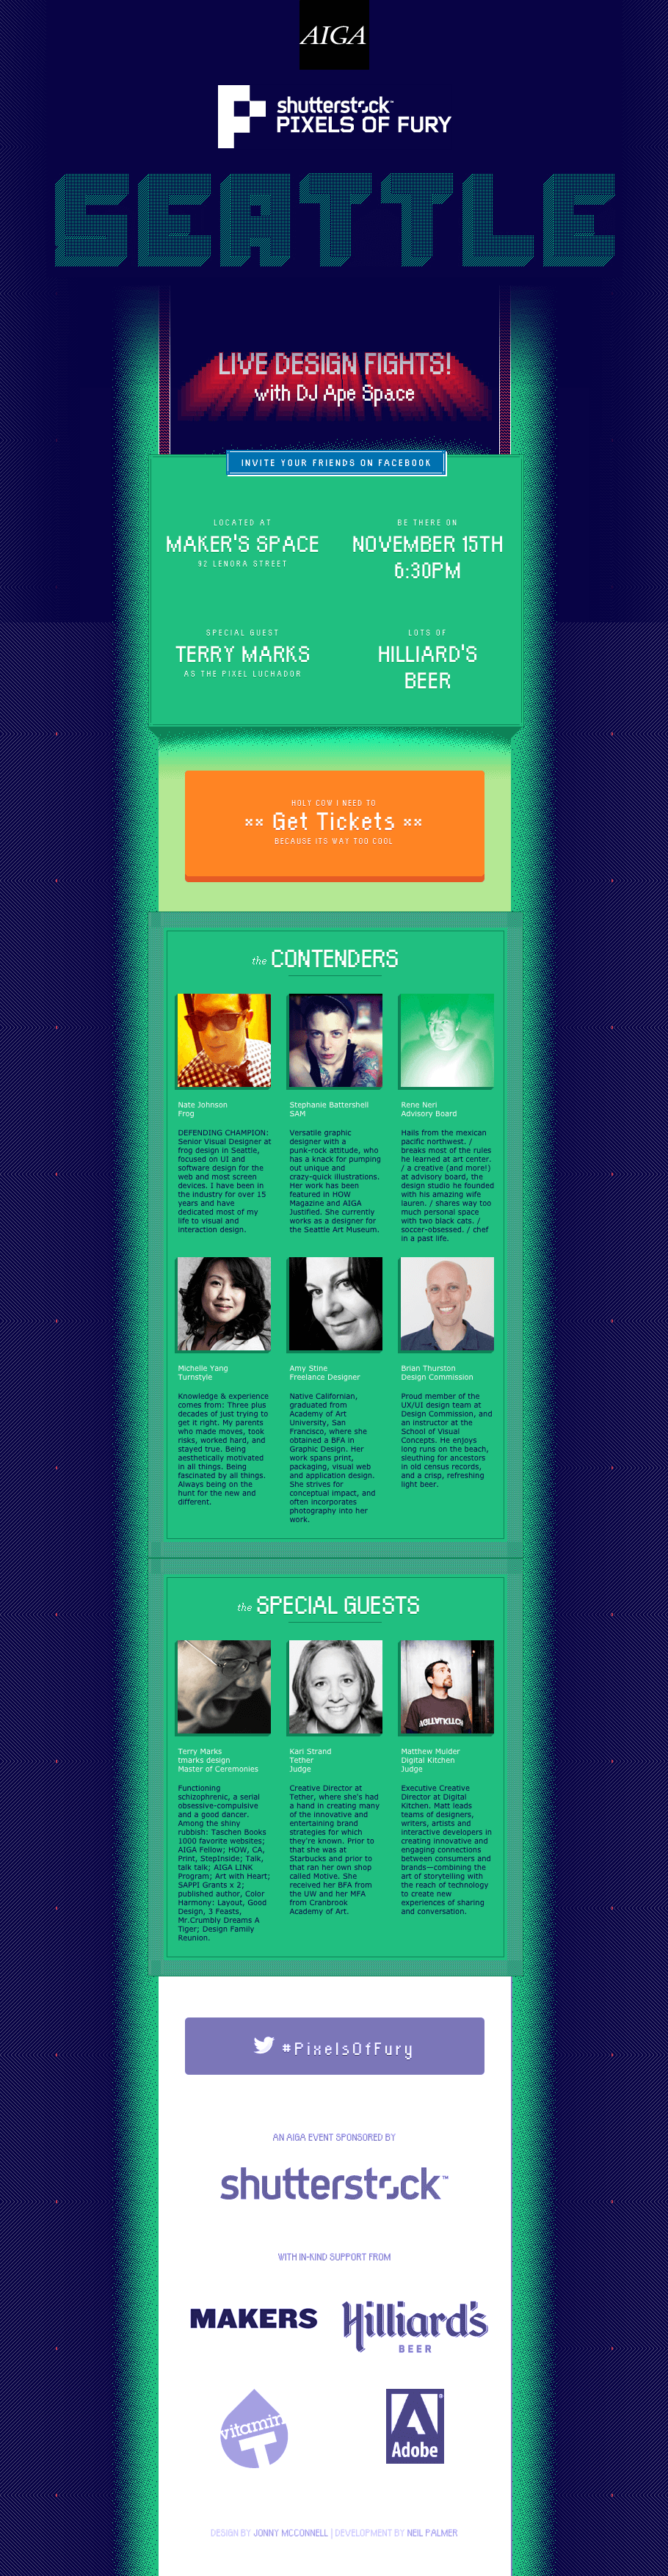 AIGA
shutterstock™
PIXELS OF FURY
SEATTLE
LIVE DESIGN FIGHTS!
with DJ Ape Space
INVITE YOUR FRIENDS ON FACEBOOK
LOCATED AT
MAKER'S SPACE
92 LENORA STREET
BE THERE ON
NOVEMBER 15TH
6:30PM
SPECIAL GUEST
TERRY MARKS
AS THE PIXEL LUCHADOR
LOTS OF
HILLIARD'S
BEER
HOLY COW I NEED TO
×× Get Tickets ××
BECAUSE ITS WAY TOO COOL
the CONTENDERS
Nate Johnson
Frog
DEFENDING CHAMPION:
Senior Visual Designer at
frog design in Seattle,
focused on UI and
software design for the
web and most screen
devices. I have been in
the industry for over 15
years and have
dedicated most of my
life to visual and
interaction design.
Stephanie Battershell
SAM
Versatile graphic
designer with a
punk-rock attitude, who
has a knack for pumping
out unique and
crazy-quick illustrations.
Her work has been
featured in HOW
Magazine and AIGA
Justified. She currently
works as a designer for
the Seattle Art Museum.
Rene Neri
Advisory Board
Hails from the mexican
pacific northwest. /
breaks most of the rules
he learned at art center.
/ a creative (and more!)
at advisory board, the
design studio he founded
with his amazing wife
lauren. / shares way too
much personal space
with two black cats. /
soccer-obsessed. / chef
in a past life.
Michelle Yang
Turnstyle
Knowledge & experience
comes from: Three plus
decades of just trying to
get it right. My parents
who made moves, took
risks, worked hard, and
stayed true. Being
aesthetically motivated
in all things. Being
fascinated by all things.
Always being on the
hunt for the new and
different.
Amy Stine
Freelance Designer
Native Californian,
graduated from
Academy of Art
University, San
Francisco, where she
obtained a BFA in
Graphic Design. Her
work spans print,
packaging, visual web
and application design.
She strives for
conceptual impact, and
often incorporates
photography into her
work.
Brian Thurston
Design Commission
Proud member of the
UX/UI design team at
Design Commission, and
an instructor at the
School of Visual
Concepts. He enjoys
long runs on the beach,
sleuthing for ancestors
in old census records,
and a crisp, refreshing
light beer.
the SPECIAL GUESTS
Terry Marks
tmarks design
Master of Ceremonies
Functioning
schizophrenic, a serial
obsessive-compulsive
and a good dancer.
Among the shiny
rubbish: Taschen Books
1000 favorite websites;
AIGA Fellow; HOW, CA,
Print, StepInside; Talk,
talk talk; AIGA LINK
Program; Art with Heart;
SAPPI Grants x 2;
published author, Color
Harmony: Layout, Good
Design, 3 Feasts,
Mr.Crumbly Dreams A
Tiger; Design Family
Reunion.
Kari Strand
Tether
Judge
Creative Director at
Tether, where she's had
a hand in creating many
of the innovative and
entertaining brand
strategies for which
they're known. Prior to
that she was at
Starbucks and prior to
that ran her own shop
called Motive. She
received her BFA from
the UW and her MFA
from Cranbrook
Academy of Art.
Matthew Mulder
Digital Kitchen
Judge
Executive Creative
Director at Digital
Kitchen. Matt leads
teams of designers,
writers, artists and
interactive developers in
creating innovative and
engaging connections
between consumers and
brands—combining the
art of storytelling with
the reach of technology
to create new
experiences of sharing
and conversation.
#PixelsOfFury
AN AIGA EVENT SPONSORED BY
shutterstock™
WITH IN-KIND SUPPORT FROM
MAKERS
Hilliard's
BEER
vitamin
T
Adobe
DESIGN BY JONNY MCCONNELL | DEVELOPMENT BY NEIL PALMER